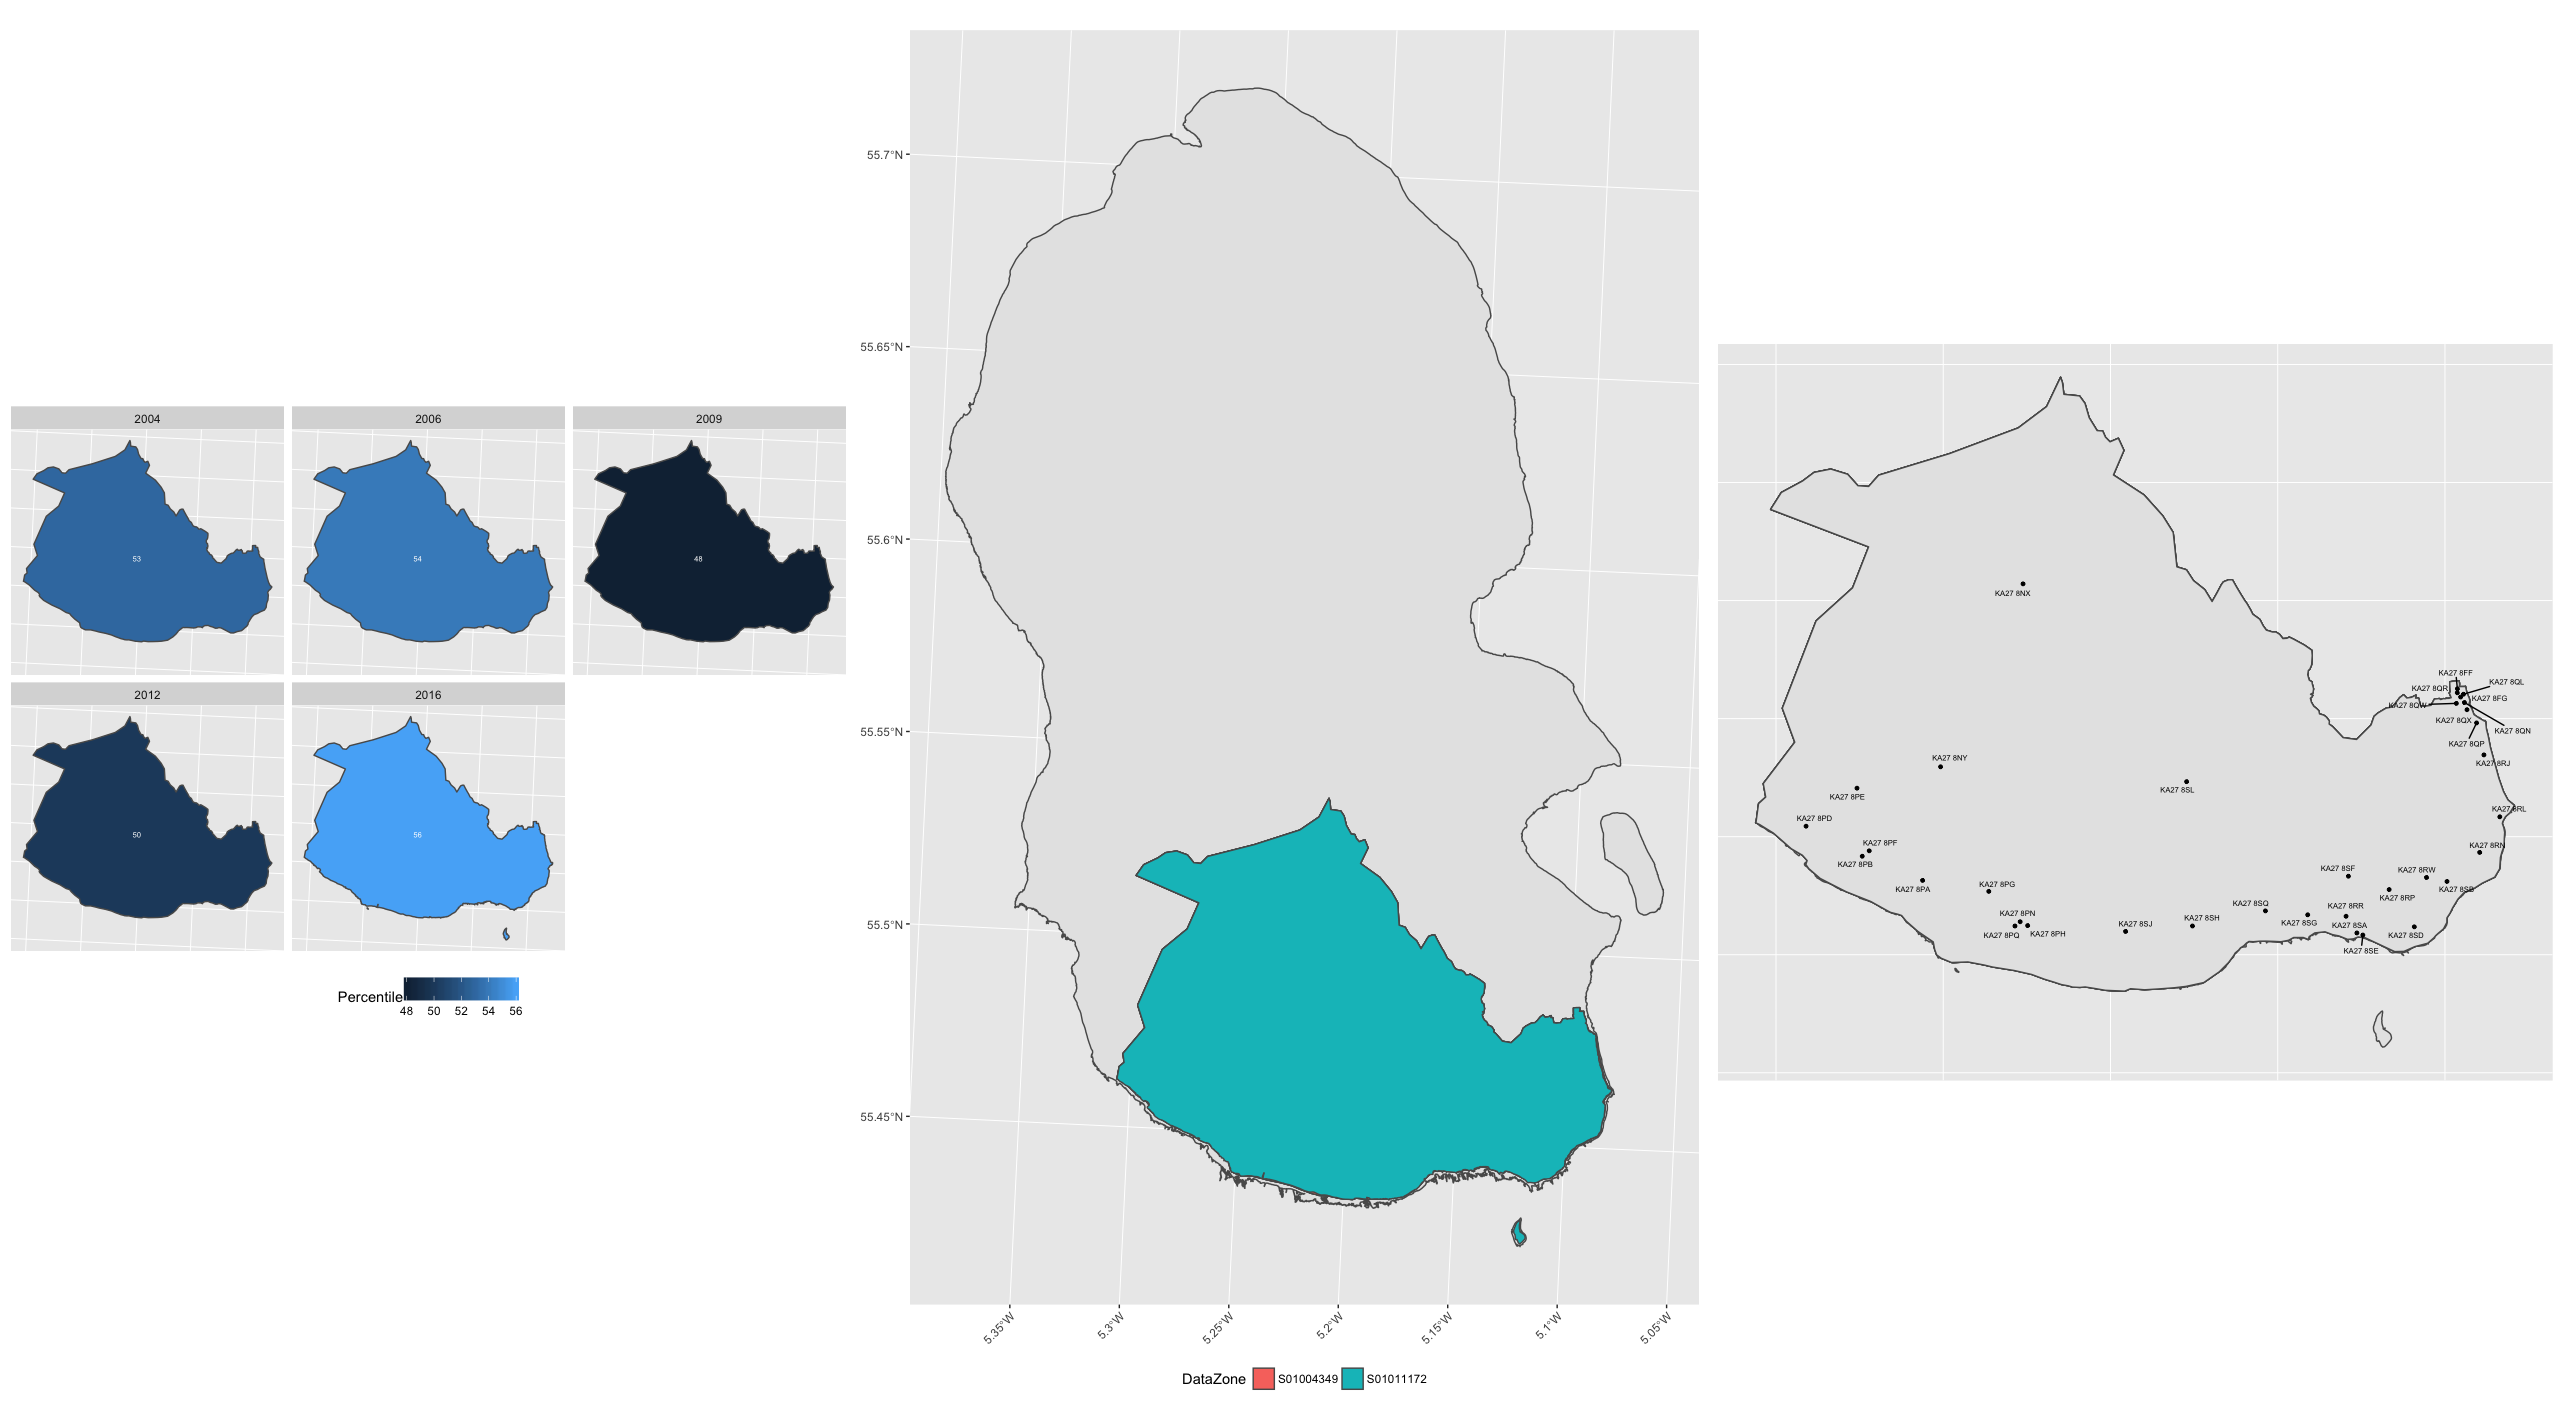 2004
2006
2009
53
54
48
2012
2016
50
56
Percentile
48 50 52 54 56
55.7°N
55.65°N
55.6°N
55.55°N
55.5°N
55.45°N
5.35°W
5.3°W
5.25°W
5.2°W
5.15°W
5.1°W
5.05°W
DataZone S01004349 S01011172
KA27 8NX
KA27 8FF
KA27 8QL
KA27 8QR
KA27 8FG
KA27 8QW
KA27 8QX
KA27 8QN
KA27 8QP
KA27 8RJ
KA27 8NY
KA27 8SL
KA27 8PE
KA27 8RL
KA27 8PD
KA27 8PF
KA27 8RN
KA27 8PB
KA27 8SF
KA27 8RW
KA27 8PG
KA27 8PA
KA27 8SB
KA27 8RP
KA27 8SQ
KA27 8RR
KA27 8PN
KA27 8SH
KA27 8SG
KA27 8SJ
KA27 8SA
KA27 8PQ
KA27 8PH
KA27 8SD
KA27 8SE